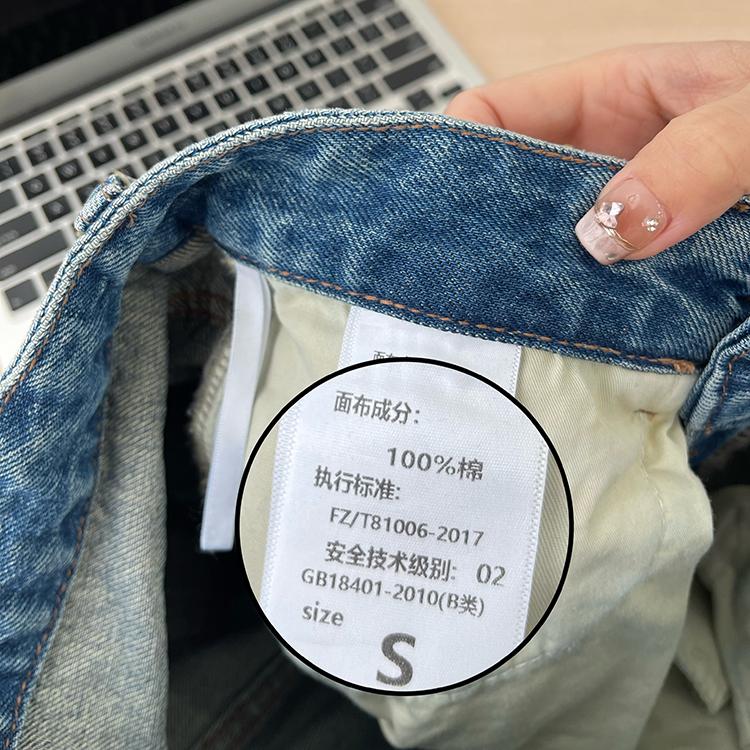 面布成分：
100%棉
执行标准:
FZ/T81006-2017
安全技术级别: 02
GB18401-2010(B类)
size
S